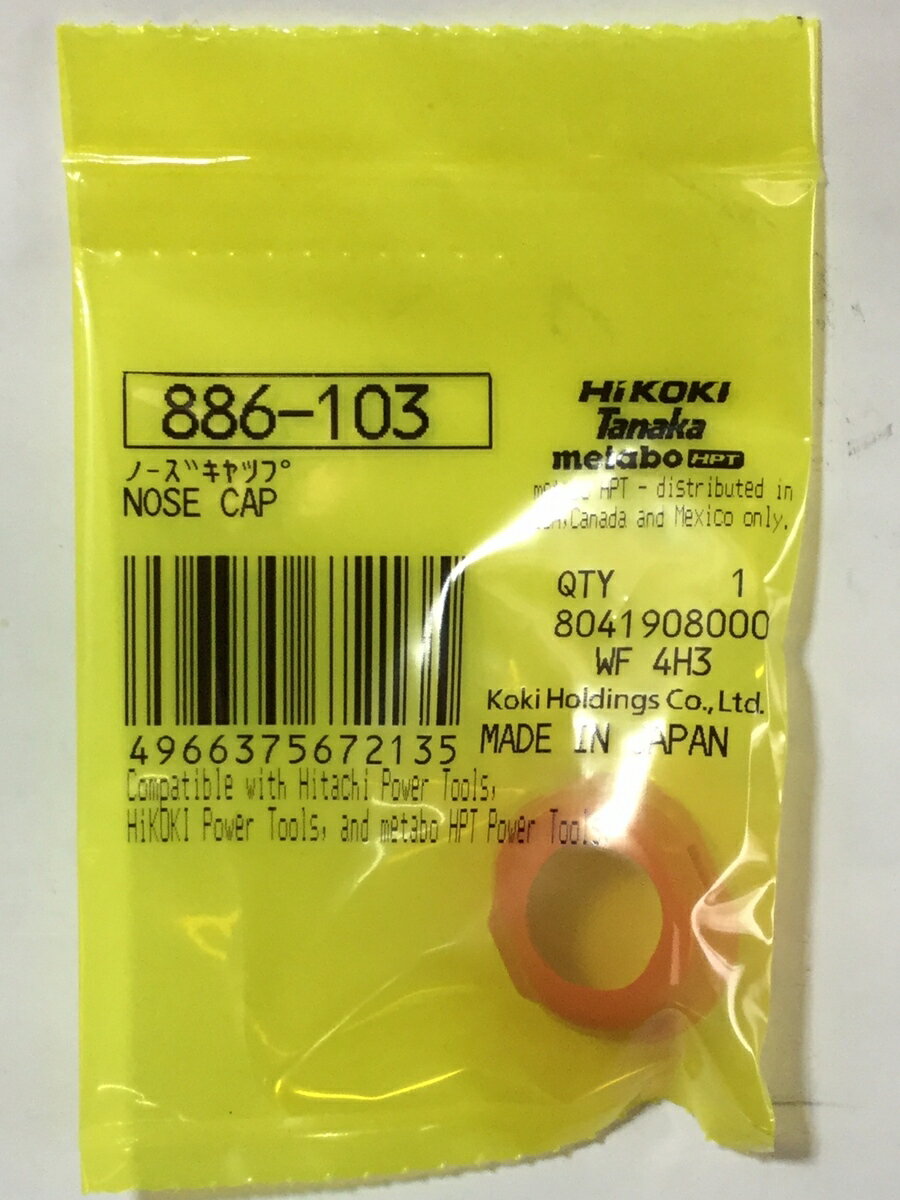 886-103
ノーズキャップ
NOSE CAP
4966375672135
Compatible with Hitachi Power Tools,
HiKOKI Power Tools, and metabo HPT Power Tools.
HiKOKI
Tanaka
metabo HPT
HPT - distributed in
Canada and Mexico only.
QTY 1
8041908000
WF 4H3
Koki Holdings Co., Ltd.
MADE IN JAPAN